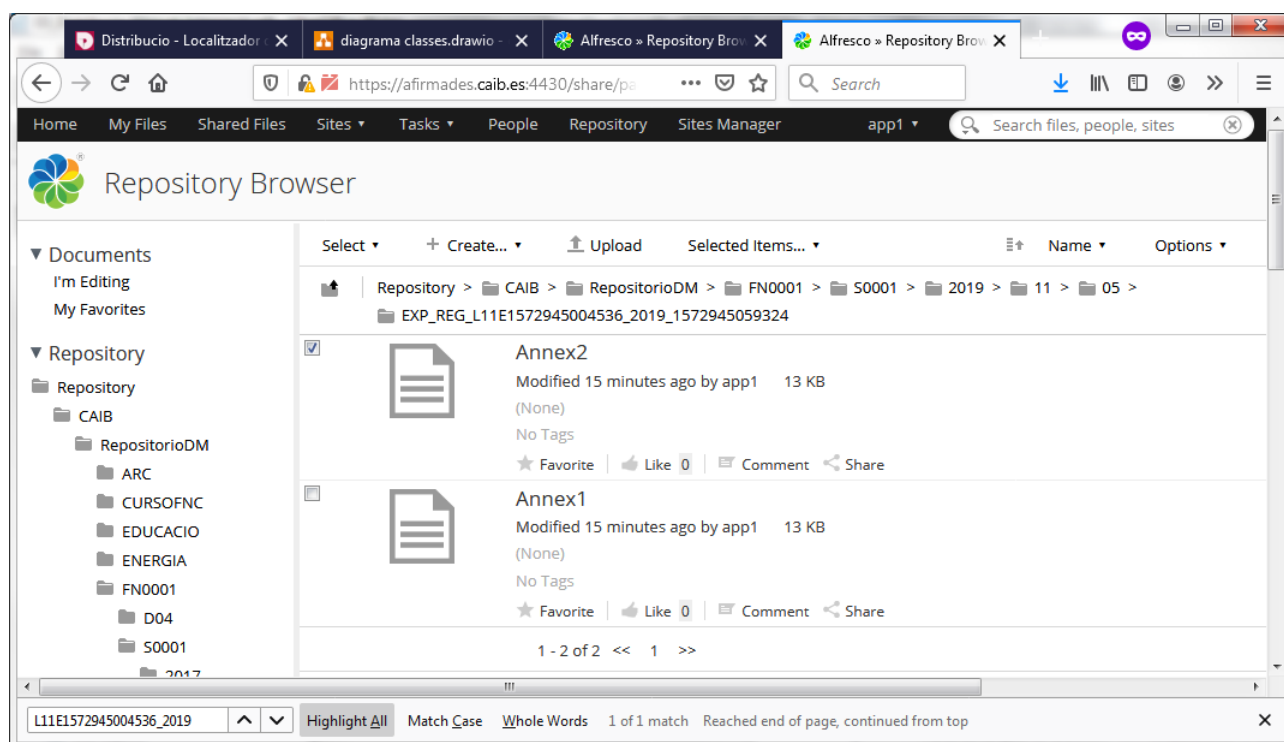 Distribucio - Localitzador
diagrama classes.drawio -
Alfresco » Repository Brow
Alfresco » Repository Brow
https://afirmades.caib.es:4430/share/pa
Search
Home My Files Shared Files Sites Tasks People Repository Sites Manager app1 Search files, people, sites
Repository Browser
Documents
I'm Editing
My Favorites
Repository
Repository
CAIB
RepositorioDM
ARC
CURSOFNC
EDUCACIO
ENERGIA
FN0001
D04
S0001
2017
Select + Create... Upload Selected Items... Name Options
Repository > CAIB > RepositorioDM > FN0001 > S0001 > 2019 > 11 > 05 >
EXP_REG_L11E1572945004536_2019_1572945059324
Annex2
Modified 15 minutes ago by app1 13 KB
(None)
No Tags
Favorite Like 0 Comment Share
Annex1
Modified 15 minutes ago by app1 13 KB
(None)
No Tags
Favorite Like 0 Comment Share
1 - 2 of 2 << 1 >>
L11E1572945004536_2019 Highlight All Match Case Whole Words 1 of 1 match Reached end of page, continued from top